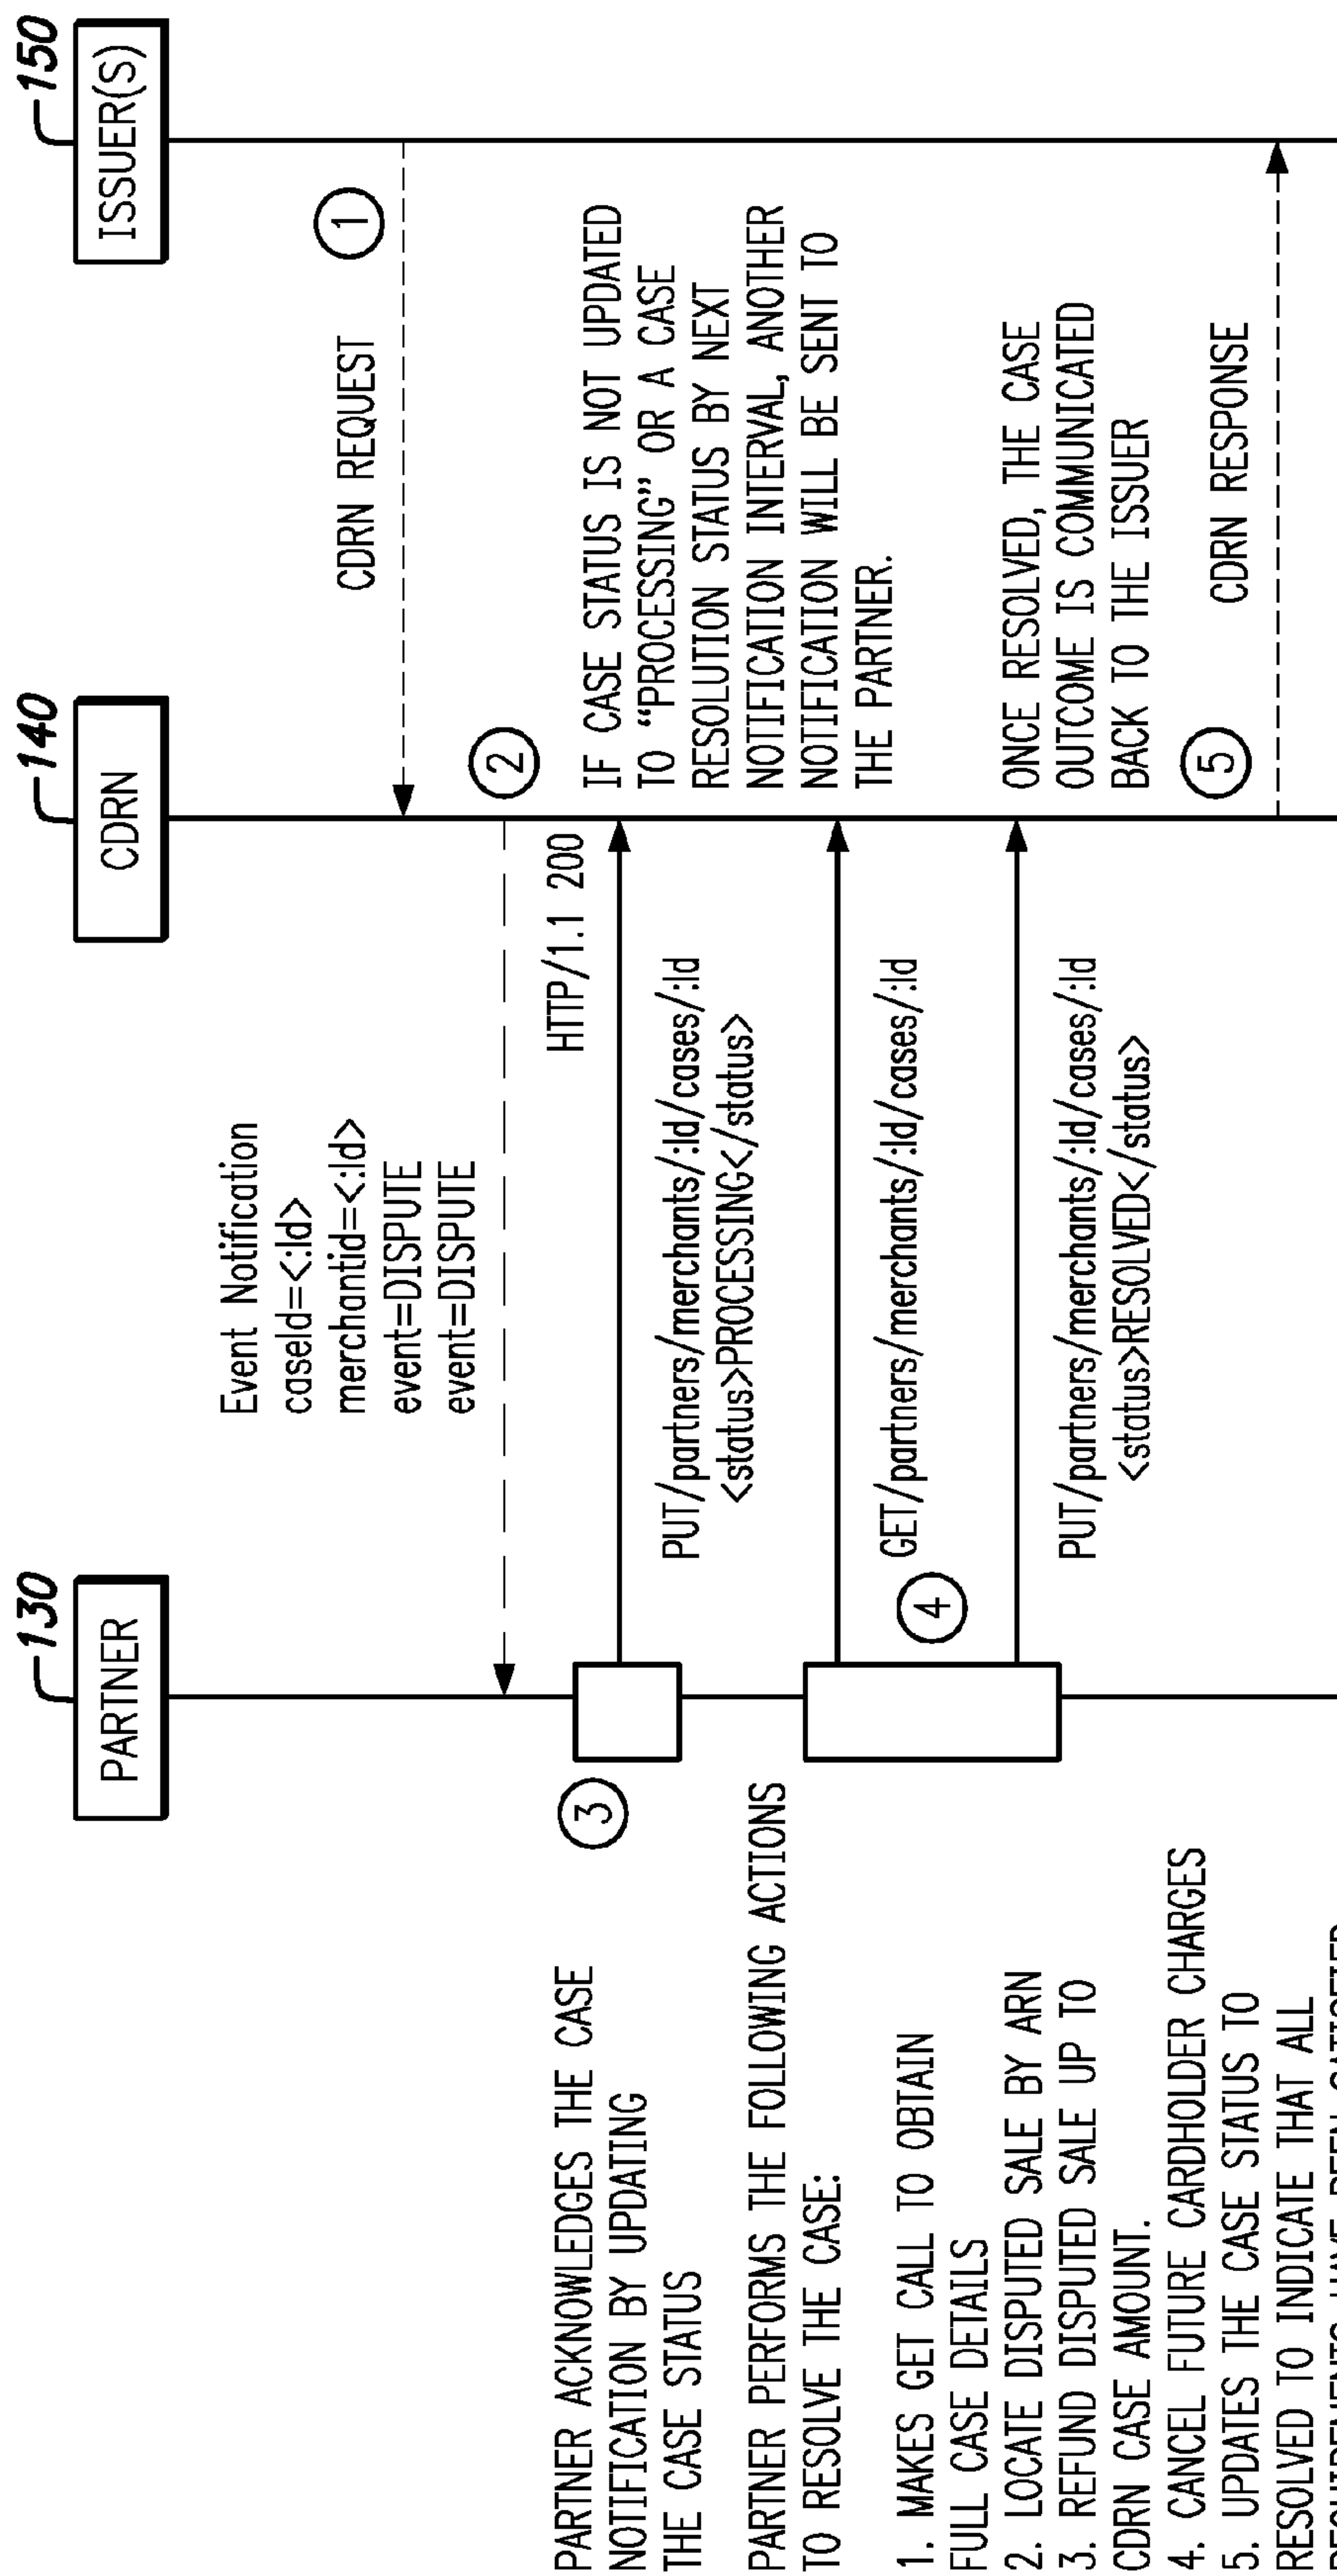 130
PARTNER
140
CDRN
150
ISSUER(S)
CDRN REQUEST
1
Event Notification
caseId=<:Id>
merchantid=<:Id>
event=DISPUTE
event=DISPUTE
2
HTTP/1.1 200
IF CASE STATUS IS NOT UPDATED
TO “PROCESSING” OR A CASE
RESOLUTION STATUS BY NEXT
NOTIFICATION INTERVAL, ANOTHER
NOTIFICATION WILL BE SENT TO
THE PARTNER.
3
PARTNER ACKNOWLEDGES THE CASE
NOTIFICATION BY UPDATING
THE CASE STATUS
PUT/partners/merchants/:Id/cases/:Id
<status>PROCESSING</status>
PARTNER PERFORMS THE FOLLOWING ACTIONS
TO RESOLVE THE CASE:
GET/partners/merchants/:Id/cases/:Id
4
1. MAKES GET CALL TO OBTAIN
FULL CASE DETAILS
2. LOCATE DISPUTED SALE BY ARN
3. REFUND DISPUTED SALE UP TO
CDRN CASE AMOUNT.
4. CANCEL FUTURE CARDHOLDER CHARGES
5. UPDATES THE CASE STATUS TO
RESOLVED TO INDICATE THAT ALL
REQUIREMENTS HAVE BEEN SATISFIED
PUT/partners/merchants/:Id/cases/:Id
<status>RESOLVED</status>
ONCE RESOLVED, THE CASE
OUTCOME IS COMMUNICATED
BACK TO THE ISSUER
5
CDRN RESPONSE